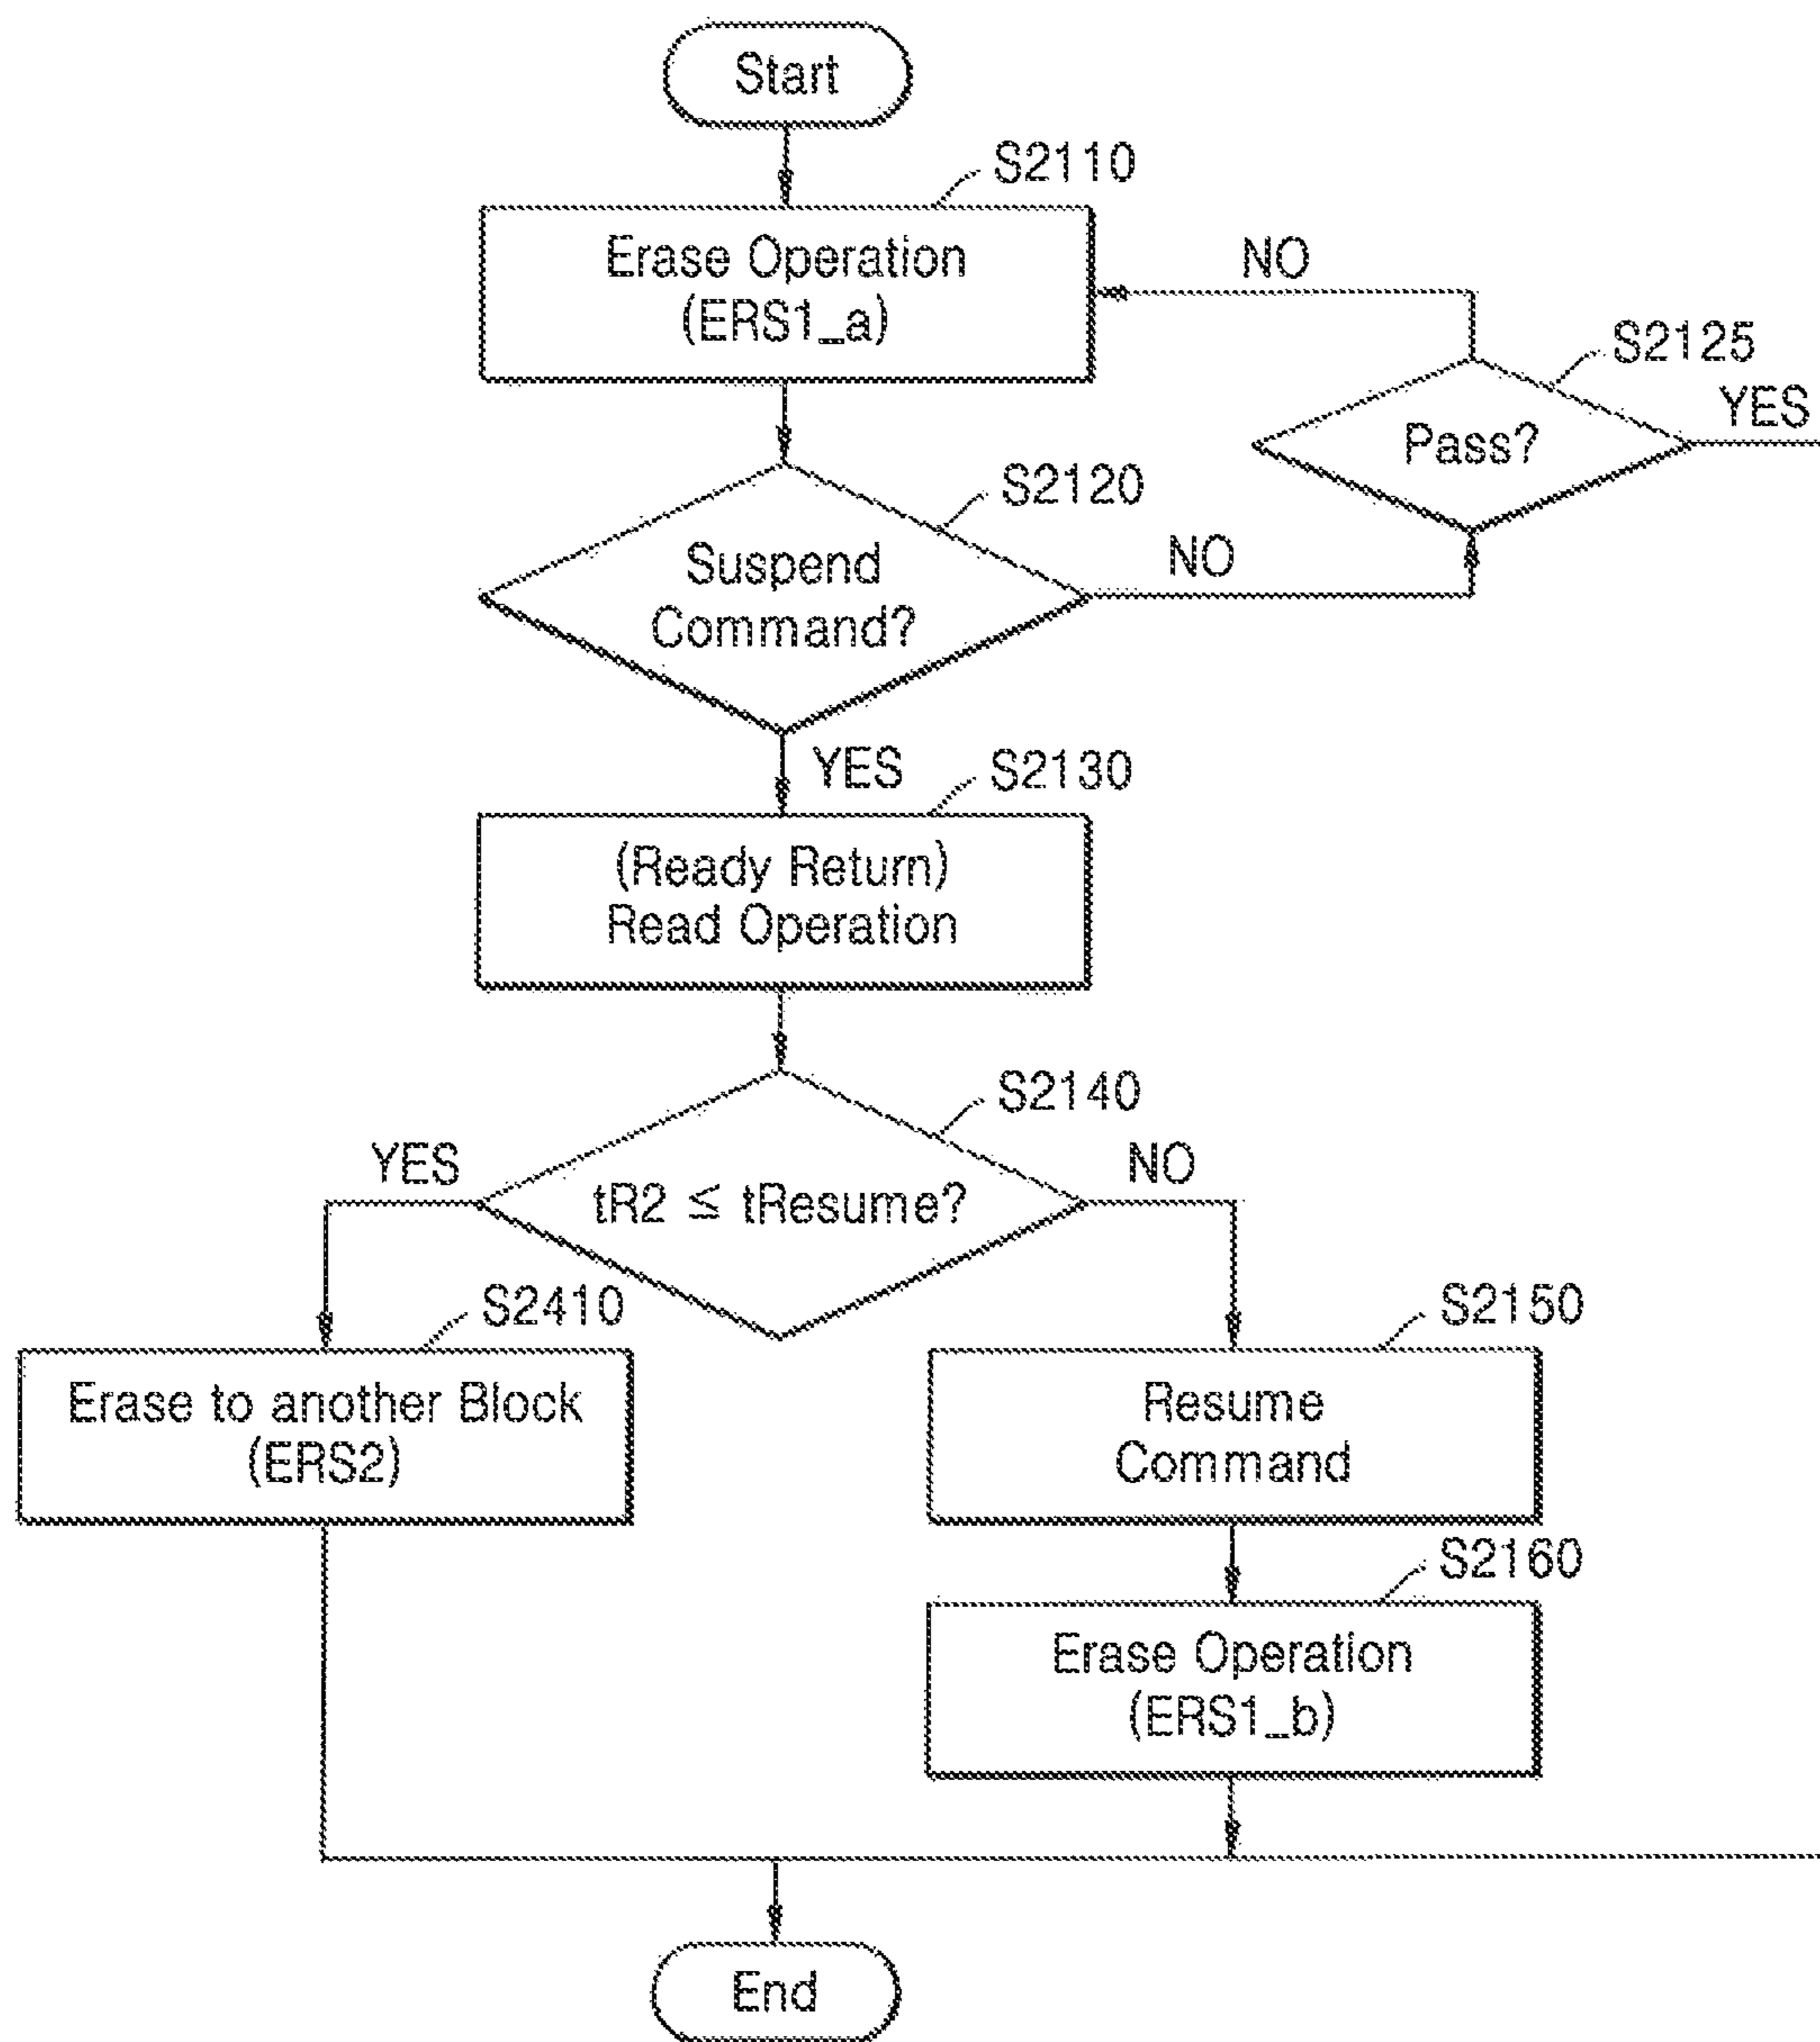 Start
S2110
Erase Operation
(ERS1_a)
NO
S2125
Pass?
YES
S2120
Suspend
Command?
NO
YES
S2130
(Ready Return)
Read Operation
S2140
YES
tR2 ≤ tResume?
NO
S2410
Erase to another Block
(ERS2)
S2150
Resume
Command
S2160
Erase Operation
(ERS1_b)
End